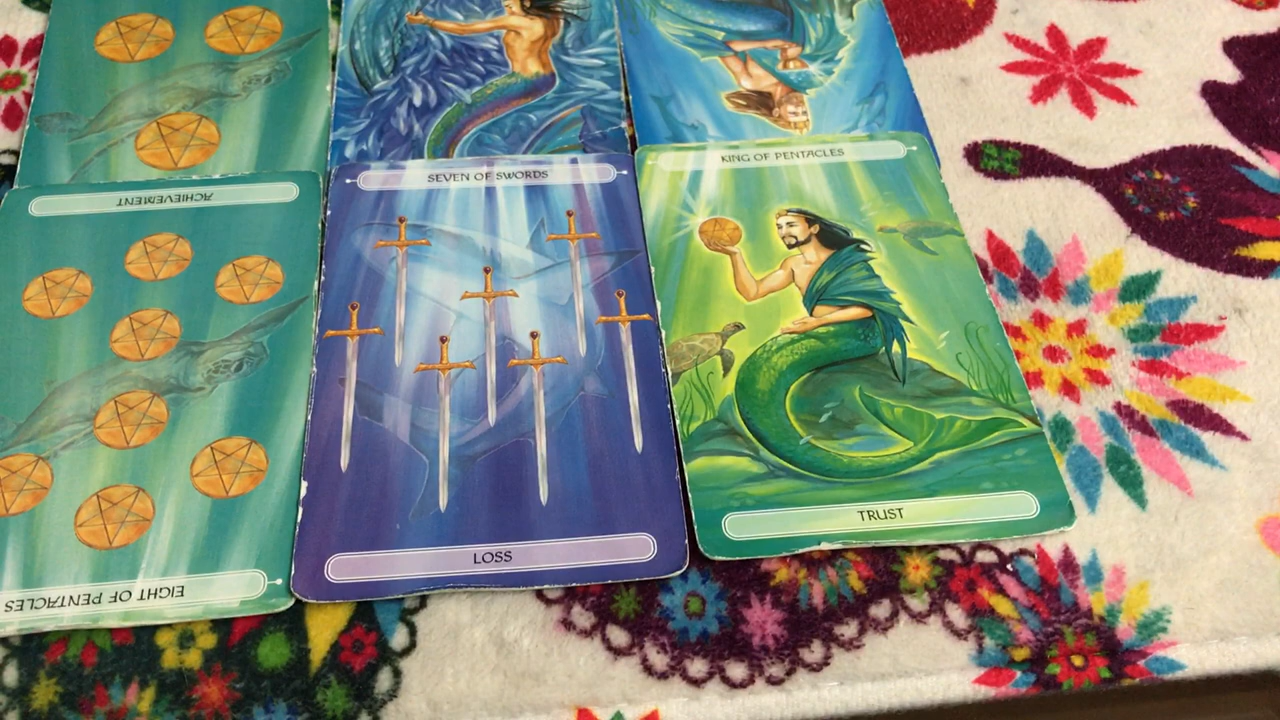 ACHIEVEMENT
EIGHT OF PENTACLES
SEVEN OF SWORDS
LOSS
KING OF PENTACLES
TRUST